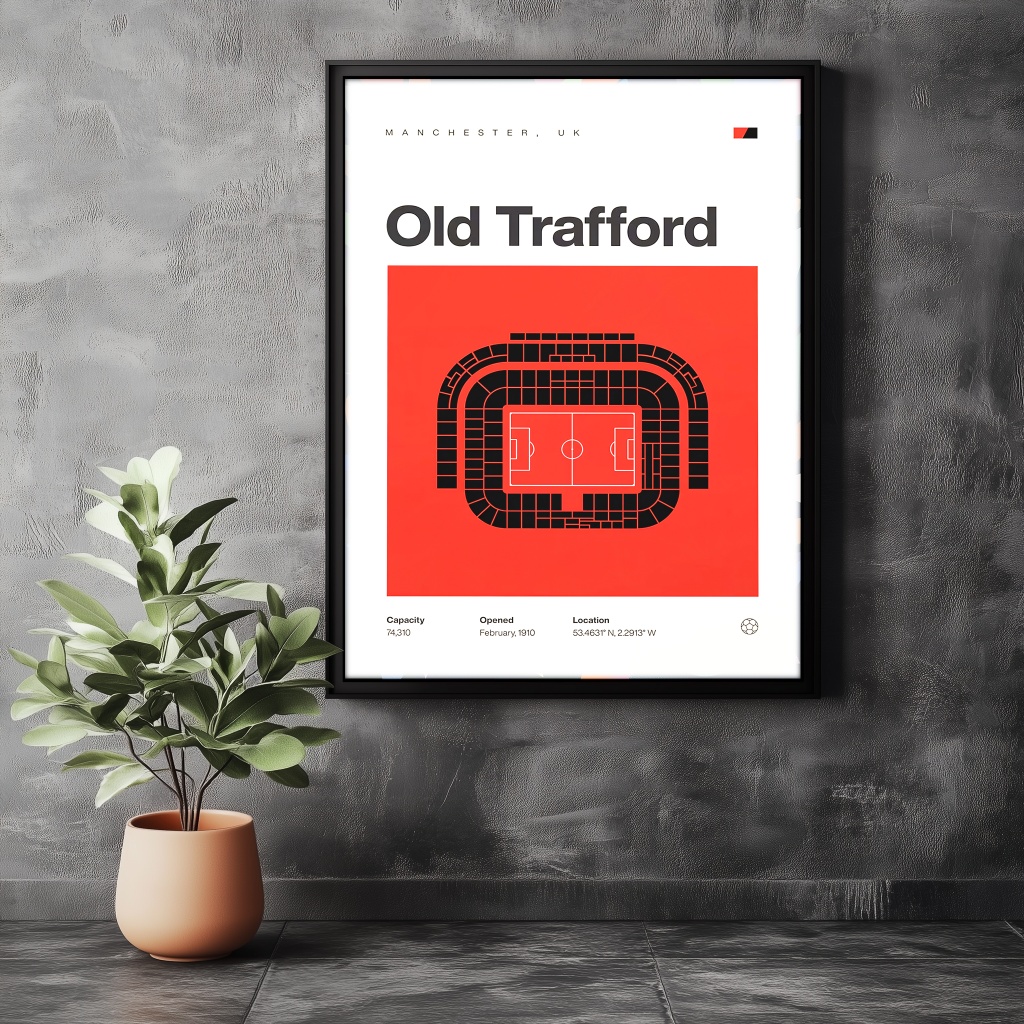 MANCHESTER, UK
Old Trafford
Capacity
74,310
Opened
February, 1910
Location
53.4631° N, 2.2913° W